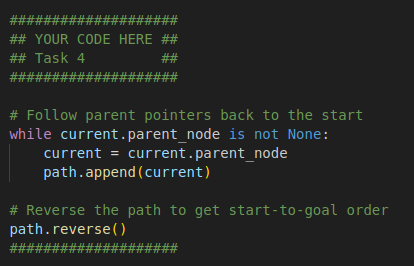 ####################
## YOUR CODE HERE ##
## Task 4         ##
####################
# Follow parent pointers back to the start
while current.parent_node is not None:
    current = current.parent_node
    path.append(current)
# Reverse the path to get start-to-goal order
path.reverse()
####################